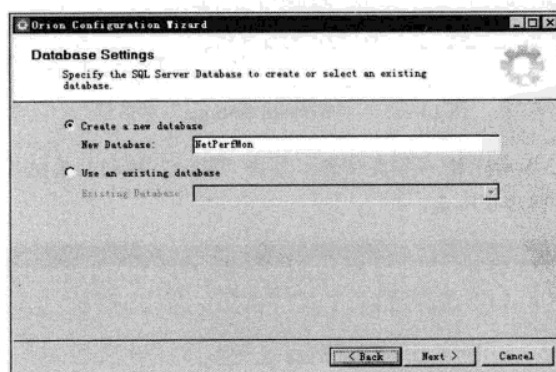 Orion Configuration Wizard
Database Settings
Specify the SQL Server Database to create or select an existing
database.
Create a new database
New Database:
NetPerfMon
Use an existing database
Existing Database
< Back
Next >
Cancel